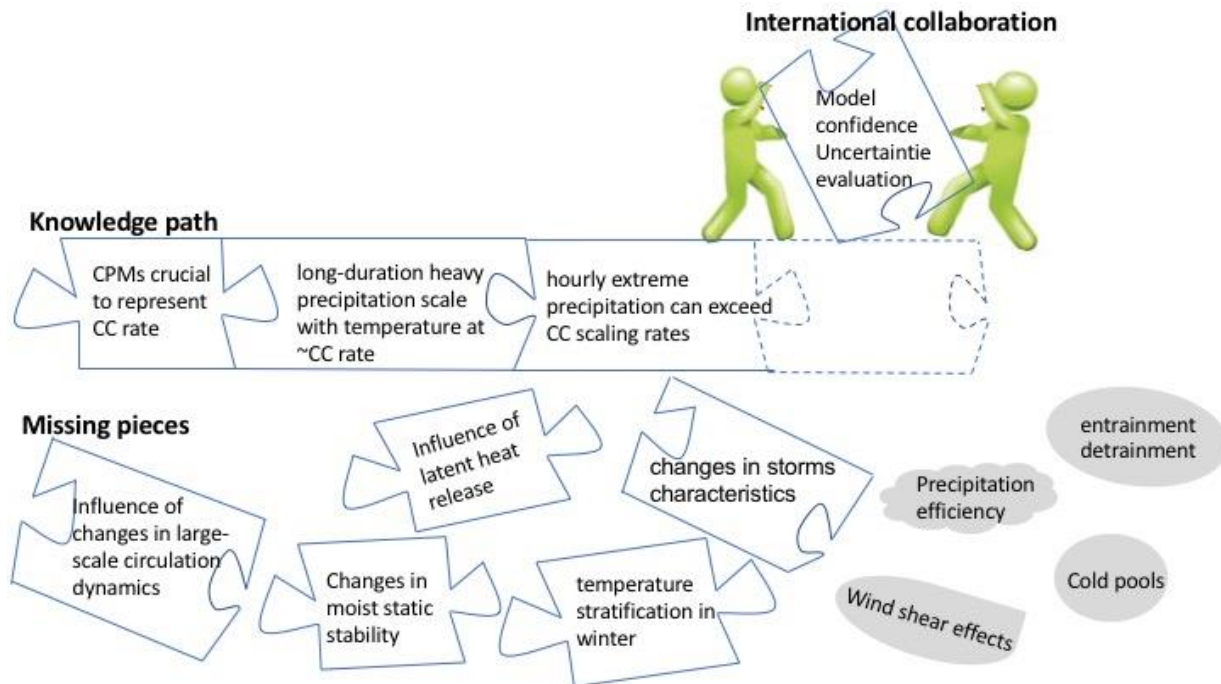 International collaboration
Model
confidence
Uncertaintie
evaluation
Knowledge path
CPMs crucial
to represent
CC rate
long-duration heavy
precipitation scale
with temperature at
~CC rate
hourly extreme
precipitation can exceed
CC scaling rates
Missing pieces
Influence of
changes in large-
scale circulation
dynamics
Influence of
latent heat
release
Changes in
moist static
stability
temperature
stratification in
winter
changes in storms
characteristics
Precipitation
efficiency
entrainment
detrainment
Wind shear effects
Cold pools